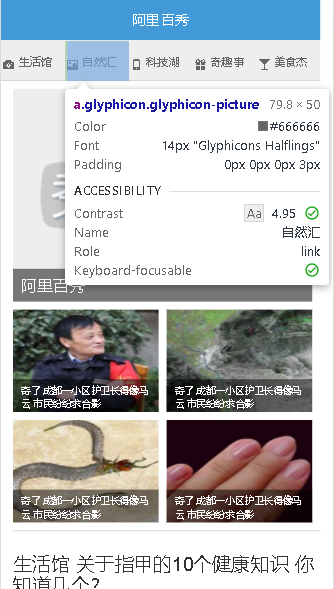 阿里百秀
生活馆 自然汇 科技湖 奇趣事 美食杰
a.glyphicon.glyphicon-picture 79.8 × 50
Color #666666
Font 14px "Glyphicons Halflings"
Padding 0px 0px 0px 3px
ACCESSIBILITY
Contrast Aa 4.95
Name 自然汇
Role link
Keyboard-focusable
阿里百秀
奇了 成都一小区护卫长得像马
云 市民纷纷求合影
奇了 成都一小区护卫长得像马
云 市民纷纷求合影
奇了 成都一小区护卫长得像马
云 市民纷纷求合影
奇了 成都一小区护卫长得像马
云 市民纷纷求合影
生活馆 关于指甲的10个健康知识 你
知道几个?